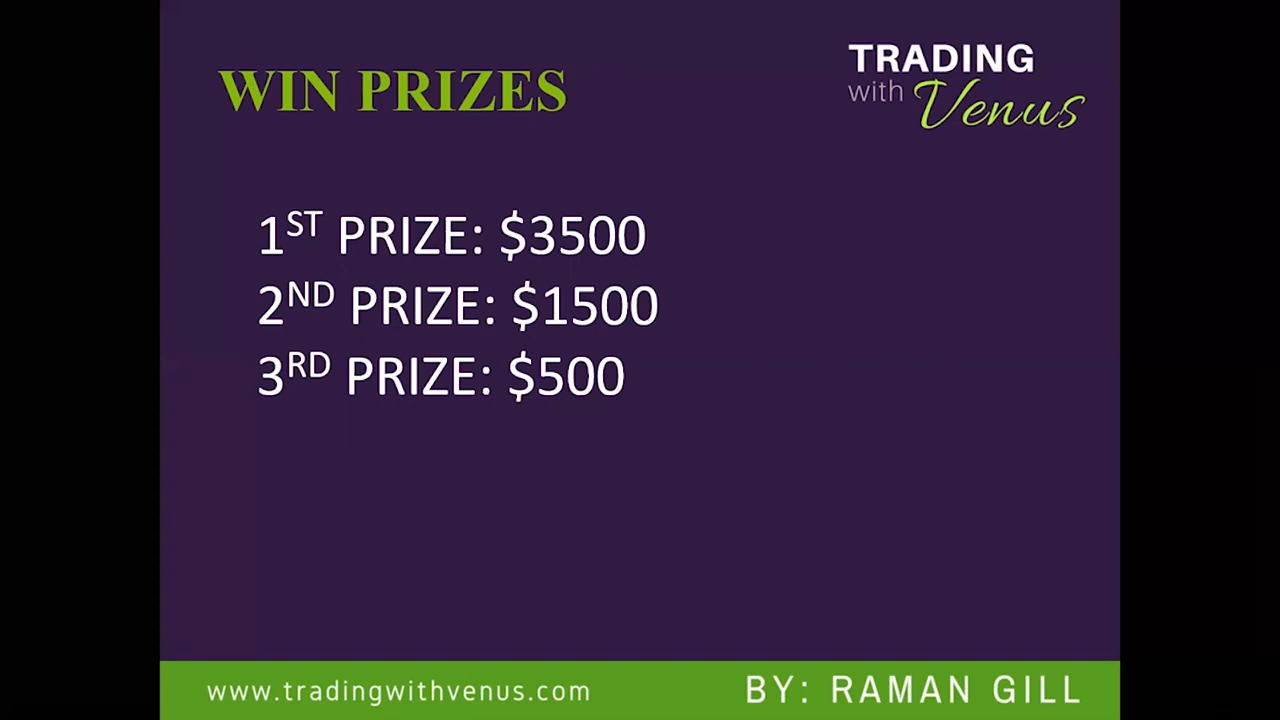 WIN PRIZES
TRADING
with Venus
1ST PRIZE: $3500
2ND PRIZE: $1500
3RD PRIZE: $500
www.tradingwithvenus.com
BY: RAMAN GILL